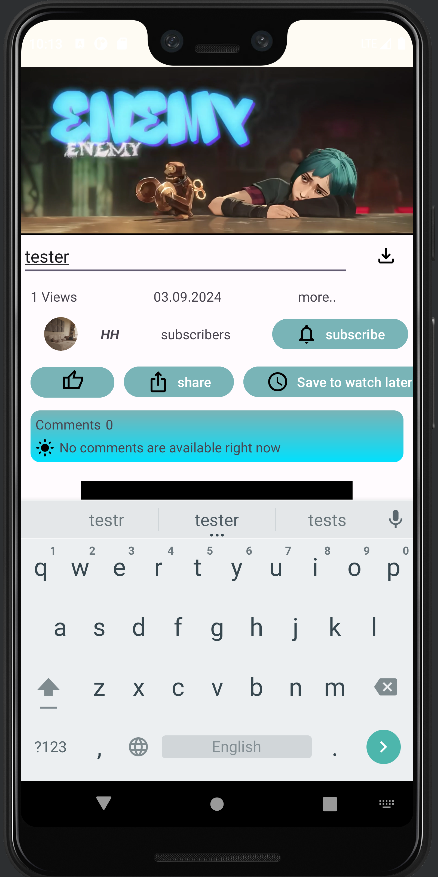 ENEMY
ENEMY
tester
1 Views 03.09.2024 more..
HH subscribers subscribe
share Save to watch later
Comments 0
No comments are available right now
testr tester tests
1 2 3 4 5 6 7 8 9 0
q w e r t y u i o p
a s d f g h j k l
z x c v b n m
?123 , English .